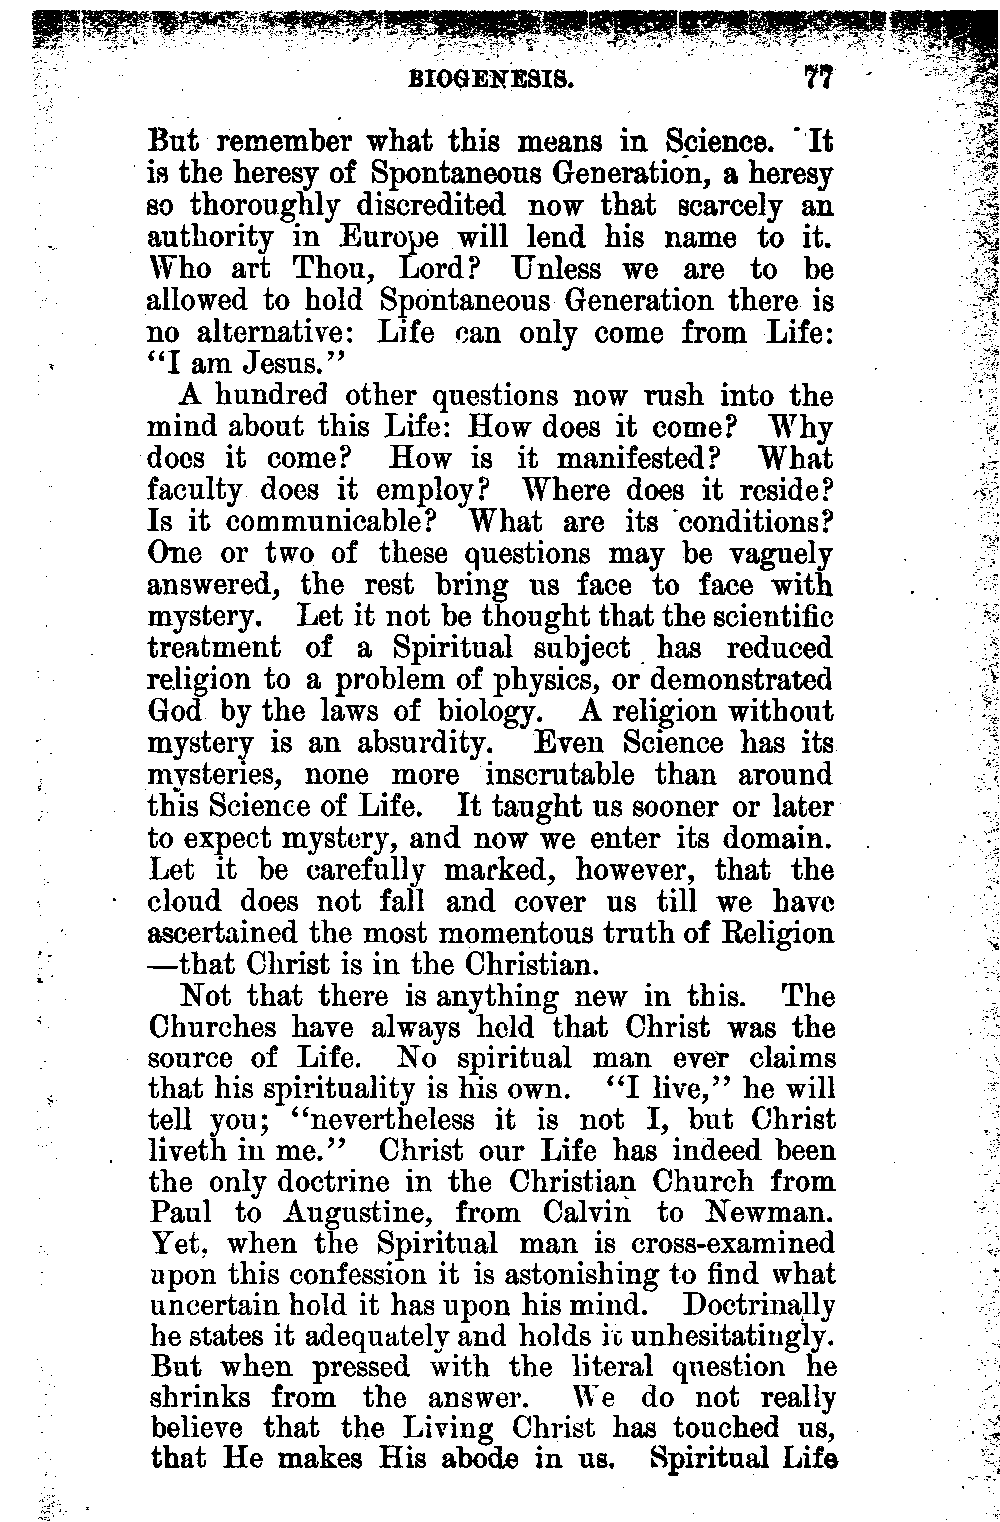 BIOGENESIS. 77
But remember what this means in Science. It
is the heresy of Spontaneous Generation, a heresy
so thoroughly discredited now that scarcely an
authority in Europe will lend his name to it.
Who art Thou, Lord? Unless we are to be
allowed to hold Spontaneous Generation there is
no alternative: Life can only come from Life:
“I am Jesus.”
A hundred other questions now rush into the
mind about this Life: How does it come? Why
does it come? How is it manifested? What
faculty does it employ? Where does it reside?
Is it communicable? What are its conditions?
One or two of these questions may be vaguely
answered, the rest bring us face to face with
mystery. Let it not be thought that the scientific
treatment of a Spiritual subject has reduced
religion to a problem of physics, or demonstrated
God by the laws of biology. A religion without
mystery is an absurdity. Even Science has its
mysteries, none more inscrutable than around
this Science of Life. It taught us sooner or later
to expect mystery, and now we enter its domain.
Let it be carefully marked, however, that the
cloud does not fall and cover us till we have
ascertained the most momentous truth of Religion
—that Christ is in the Christian.
Not that there is anything new in this. The
Churches have always held that Christ was the
source of Life. No spiritual man ever claims
that his spirituality is his own. “I live,” he will
tell you; “nevertheless it is not I, but Christ
liveth in me.” Christ our Life has indeed been
the only doctrine in the Christian Church from
Paul to Augustine, from Calvin to Newman.
Yet, when the Spiritual man is cross-examined
upon this confession it is astonishing to find what
uncertain hold it has upon his mind. Doctrinally
he states it adequately and holds it unhesitatingly.
But when pressed with the literal question he
shrinks from the answer. We do not really
believe that the Living Christ has touched us,
that He makes His abode in us. Spiritual Life